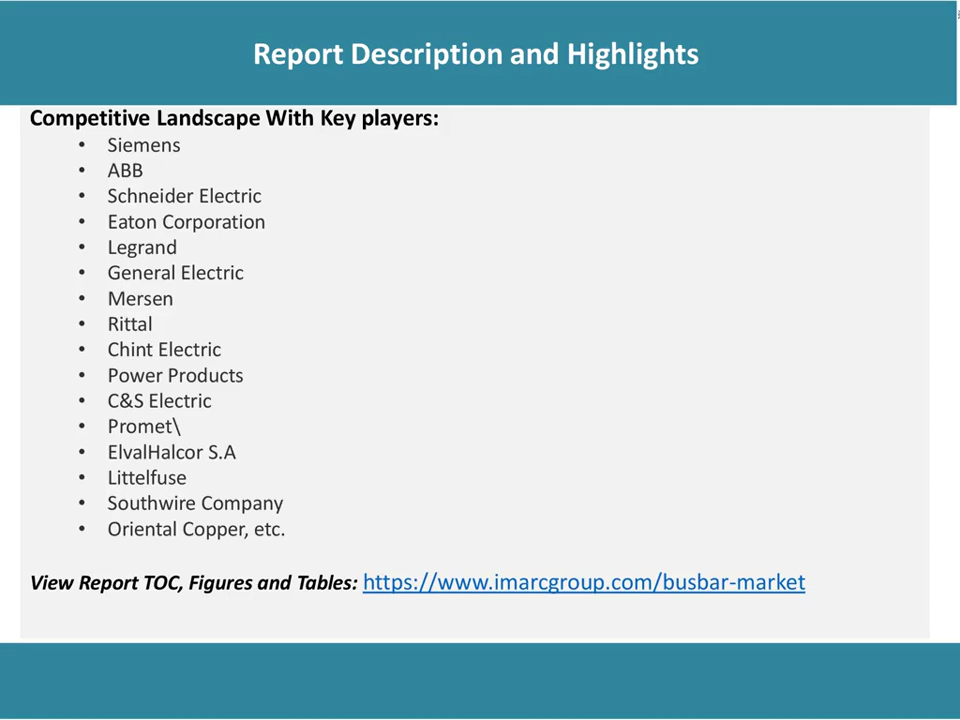 Report Description and Highlights
Competitive Landscape With Key players:
• Siemens
• ABB
• Schneider Electric
• Eaton Corporation
• Legrand
• General Electric
• Mersen
• Rittal
• Chint Electric
• Power Products
• C&S Electric
• Promet\
• ElvalHalcor S.A
• Littelfuse
• Southwire Company
• Oriental Copper, etc.
View Report TOC, Figures and Tables: https://www.imarcgroup.com/busbar-market